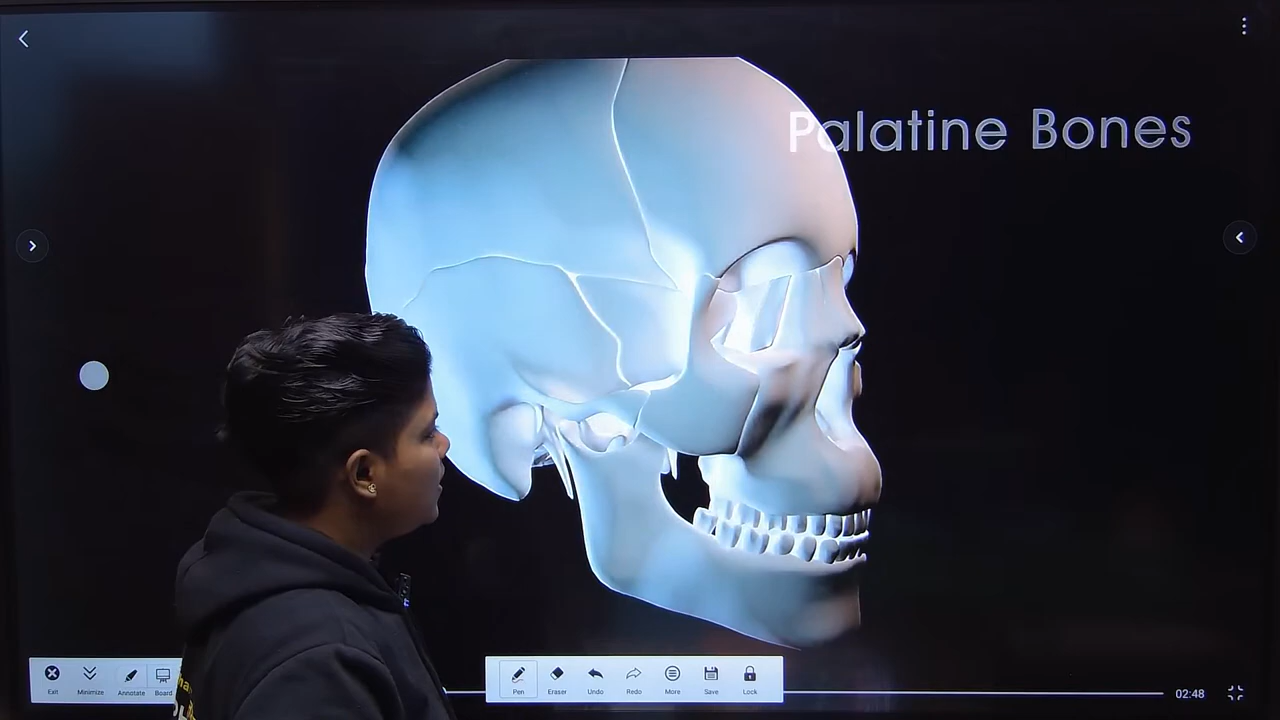 Palatine Bones
Exit
Minimize
Annotate
Board
Pen
Eraser
Undo
Redo
More
Save
Lock
02:48